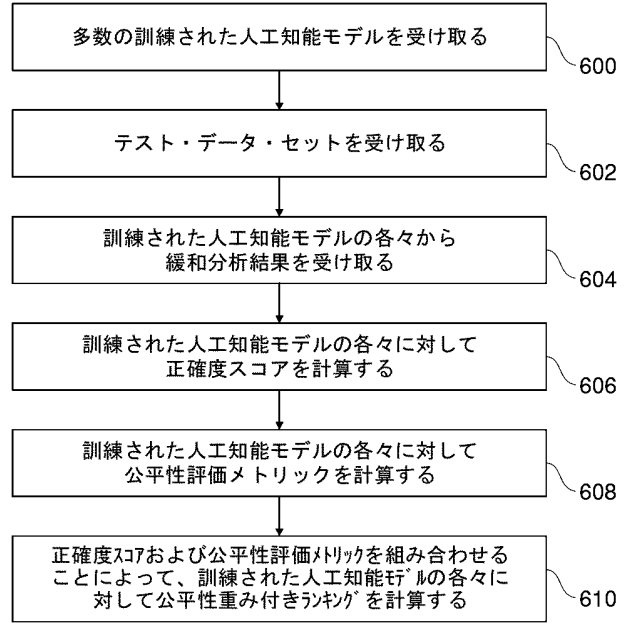 多数の訓練された人工知能モデルを受け取る
600
テスト・データ・セットを受け取る
602
訓練された人工知能モデルの各々から
緩和分析結果を受け取る
604
訓練された人工知能モデルの各々に対して
正確度スコアを計算する
606
訓練された人工知能モデルの各々に対して
公平性評価メトリックを計算する
608
正確度ｽｺｱおよび公平性評価ﾒﾄﾘｯｸを組み合わせる
ことによって、訓練された人工知能ﾓﾃﾞﾙの各々に
対して公平性重み付きﾗﾝｷﾝｸﾞを計算する
610